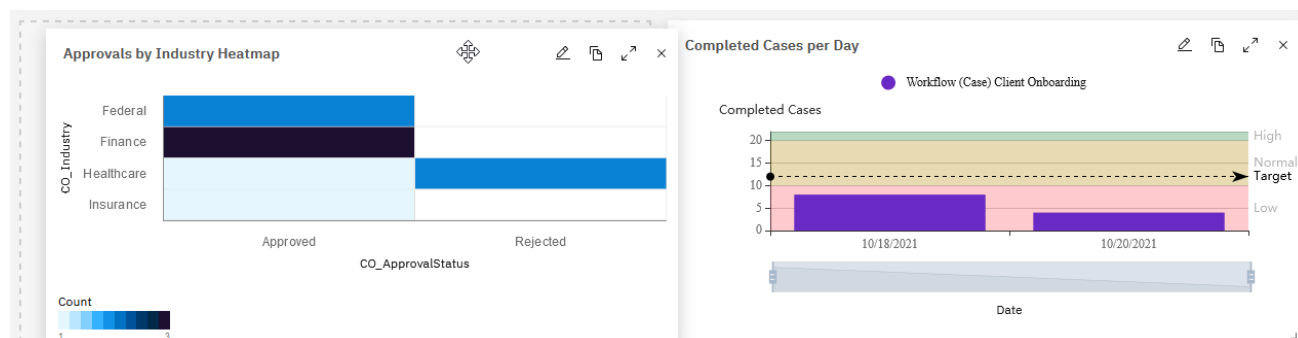 Approvals by Industry Heatmap
CO_Industry
Federal
Finance
Healthcare
Insurance
Approved Rejected
CO_ApprovalStatus
Count
1 3
Completed Cases per Day
Workflow (Case) Client Onboarding
Completed Cases
20
15
10
5
0
High
Normal
Target
Low
10/18/2021 10/20/2021
Date